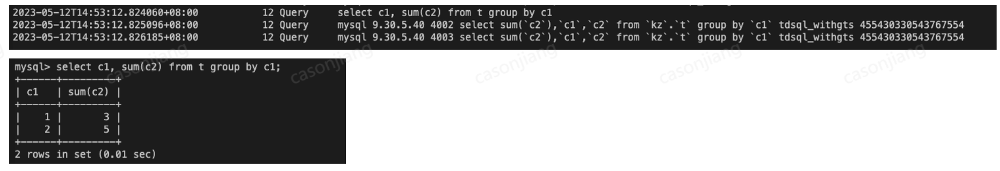 2023-05-12T14:53:12.824060+08:00 12 Query select c1, sum(c2) from t group by c1
2023-05-12T14:53:12.825096+08:00 12 Query mysql 9.30.5.40 4002 select sum(`c2`),`c1`,`c2` from `kz`.`t` group by `c1` tdsql_withgts 455430330543767554
2023-05-12T14:53:12.826185+08:00 12 Query mysql 9.30.5.40 4003 select sum(`c2`),`c1`,`c2` from `kz`.`t` group by `c1` tdsql_withgts 455430330543767554
casonjiang casonjiang casonjiang casonjiang casonjiang
mysql> select c1, sum(c2) from t group by c1;
+------+---------+
| c1   | sum(c2) |
+------+---------+
|    1 |       3 |
|    2 |       5 |
+------+---------+
2 rows in set (0.01 sec)